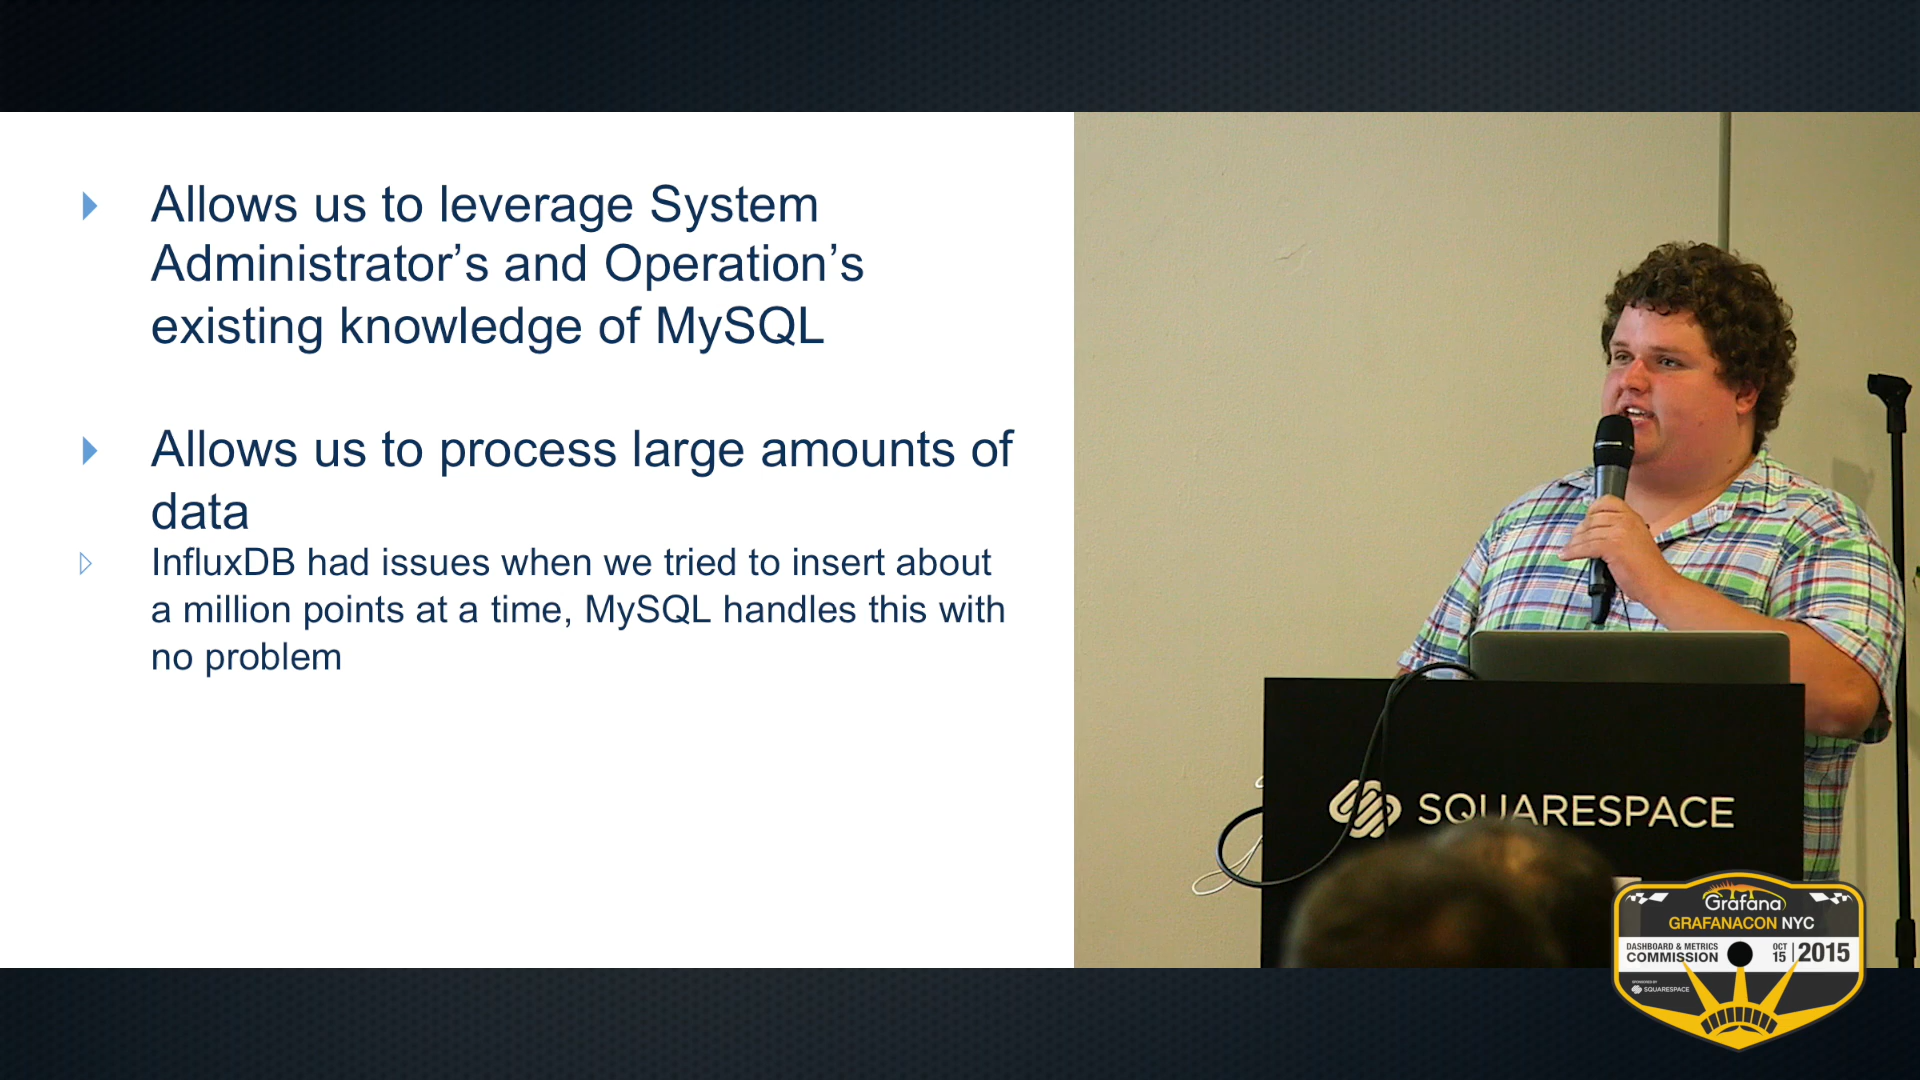 Allows us to leverage System
Administrator’s and Operation’s
existing knowledge of MySQL
Allows us to process large amounts of
data
InfluxDB had issues when we tried to insert about
a million points at a time, MySQL handles this with
no problem
SQUARESPACE
Grafana
GRAFANACON NYC
DASHBOARD & METRICS
COMMISSION
OCT
15
2015
SPONSORED BY
SQUARESPACE